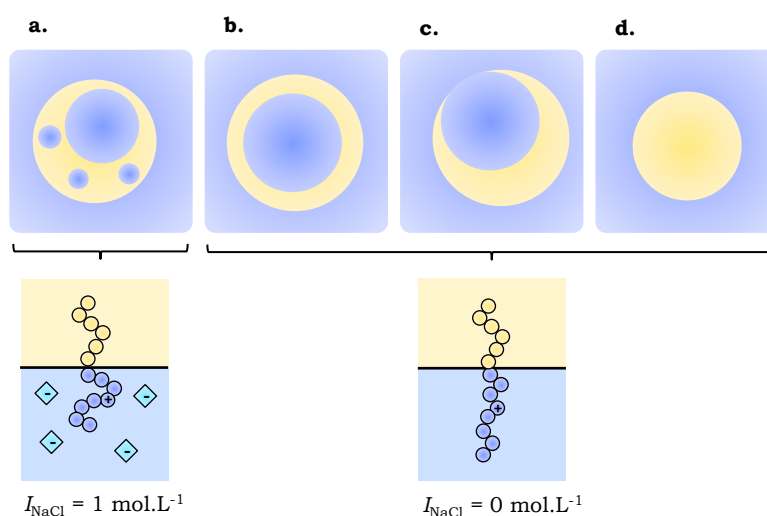 a.
b.
c.
d.
-
-
+
-
-
+
I_NaCl = 1 mol.L⁻¹
I_NaCl = 0 mol.L⁻¹